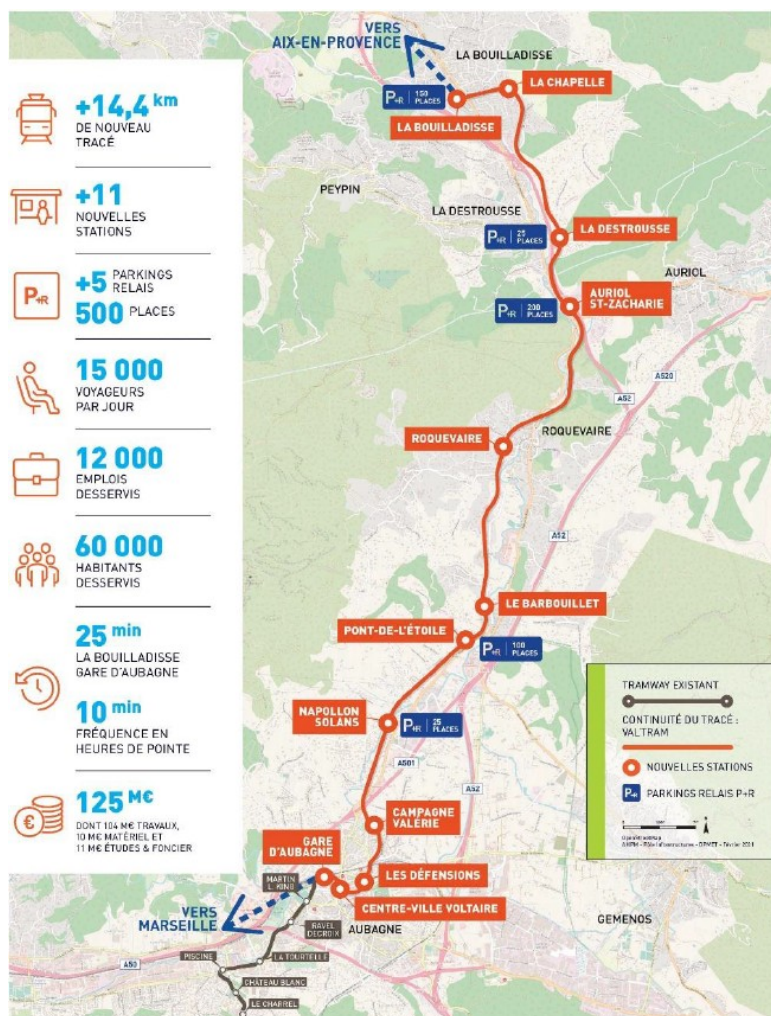 +14,4 km
DE NOUVEAU
TRACÉ
+11
NOUVELLES
STATIONS
P+R
+5 PARKINGS
RELAIS
500 PLACES
15 000
VOYAGEURS
PAR JOUR
12 000
EMPLOIS
DESSERVIS
60 000
HABITANTS
DESSERVIS
25 min
LA BOUILLADISSE
GARE D'AUBAGNE
10 min
FRÉQUENCE EN
HEURES DE POINTE
€
125 M€
DONT 104 M€ TRAVAUX,
10 M€ MATÉRIEL ET
11 M€ ÉTUDES & FONCIER
VERS
AIX-EN-PROVENCE
LA BOUILLADISSE
LA CHAPELLE
P+R 150
PLACES
LA BOUILLADISSE
PEYPIN
LA DESTROUSSE
LA DESTROUSSE
P+R 25
PLACES
AURIOL
AURIOL
ST-ZACHARIE
P+R 200
PLACES
A520
A52
ROQUEVAIRE
ROQUEVAIRE
A52
LE BARBOUILLET
PONT-DE-L'ÉTOILE
P+R 100
PLACES
NAPOLLON
SOLANS
P+R 25
PLACES
A501
A52
CAMPAGNE
VALÉRIE
GARE
D'AUBAGNE
LES DÉFENSIONS
MARTIN
L. KING
CENTRE-VILLE VOLTAIRE
VERS
MARSEILLE
RAVEL
DECROIX
AUBAGNE
GEMENOS
A50
PISCINE
LA TOURTELLE
CHÂTEAU BLANC
LE CHARREL
TRAMWAY EXISTANT
CONTINUITÉ DU TRACÉ :
VALTRAM
NOUVELLES STATIONS
P+R PARKINGS RELAIS P+R
OpenStreetMap